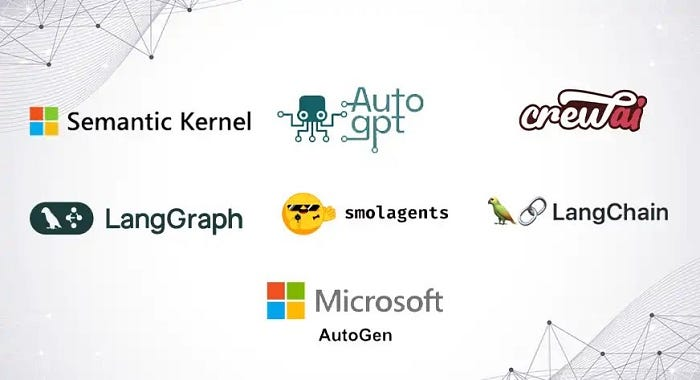 Semantic Kernel
Auto
gpt
crewai
LangGraph
smolagents
LangChain
Microsoft
AutoGen